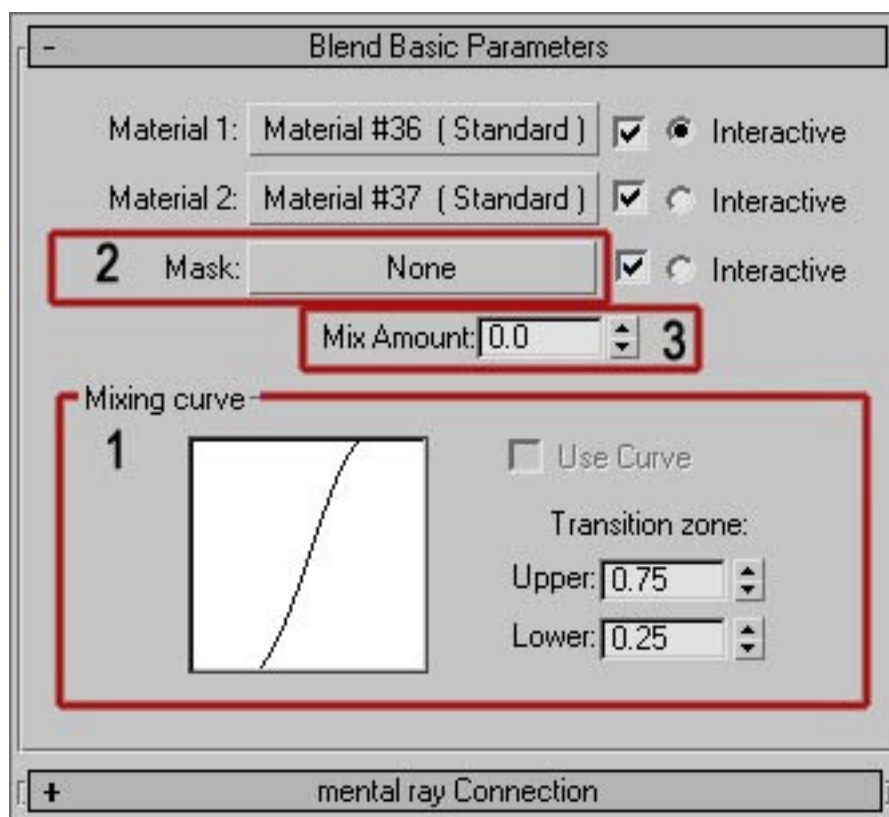 - Blend Basic Parameters
Material 1: Material #36 ( Standard ) Interactive
Material 2: Material #37 ( Standard ) Interactive
2 Mask: None Interactive
Mix Amount: 0.0 3
Mixing curve
1
Use Curve
Transition zone:
Upper: 0.75
Lower: 0.25
+ mental ray Connection